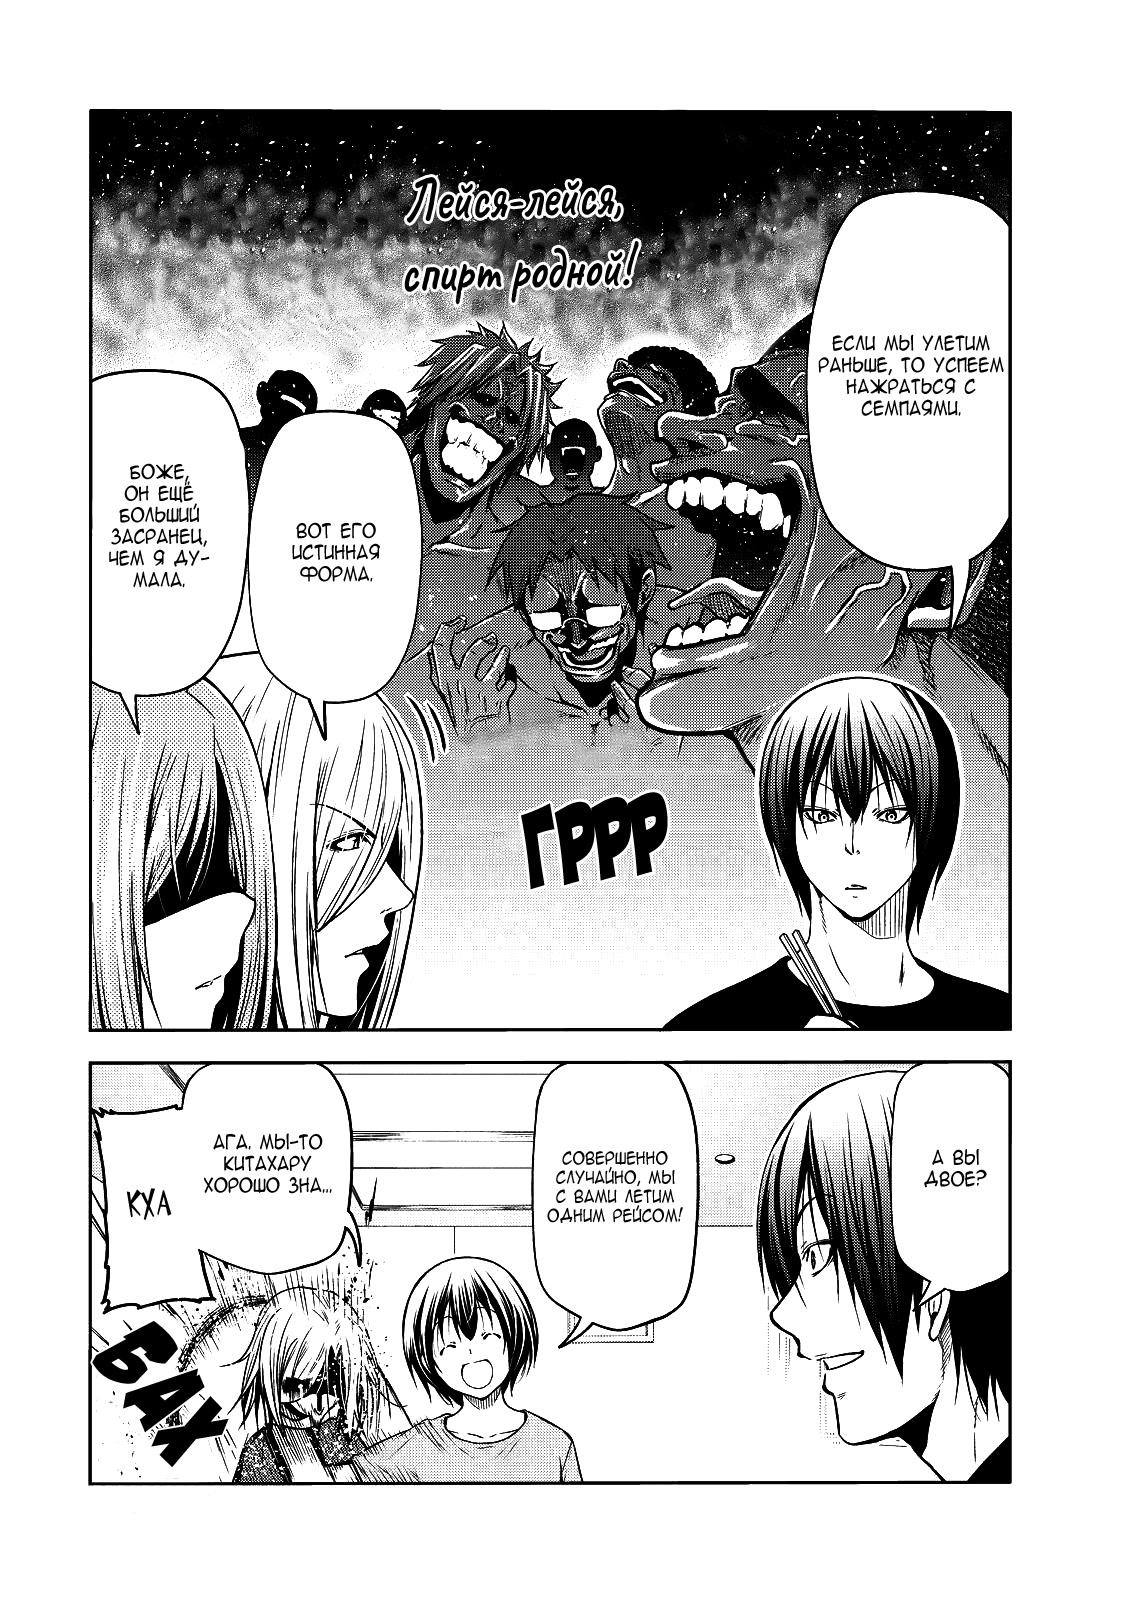 Лейся-лейся,
спирт родной!
ЕСЛИ МЫ УЛЕТИМ
РАНЬШЕ, ТО УСПЕЕМ
НАЖРАТЬСЯ С
СЕМПАЯМИ.
ВОТ ЕГО
ИСТИННАЯ
ФОРМА.
БОЖЕ,
ОН ЕЩЁ
БОЛЬШИЙ
ЗАСРАНЕЦ,
ЧЕМ Я ДУ-
МАЛА.
ГРРР
А ВЫ
ДВОЕ?
СОВЕРШЕННО
СЛУЧАЙНО, МЫ
С ВАМИ ЛЕТИМ
ОДНИМ РЕЙСОМ!
АГА. МЫ-ТО
КИТАХАРУ
ХОРОШО ЗНА...
КХА
БАХ